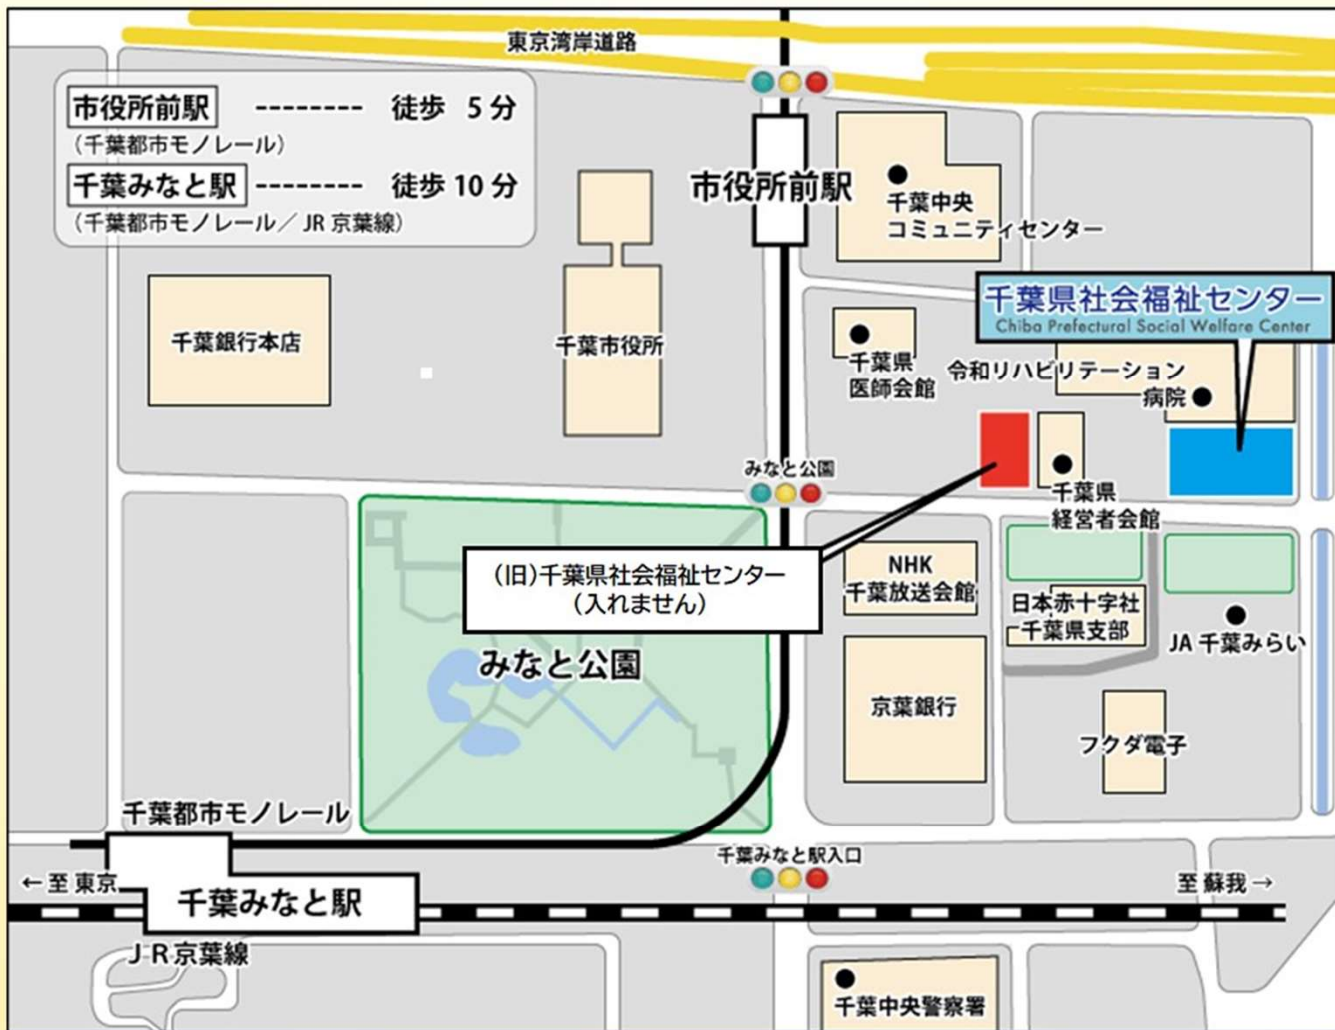 東京湾岸道路
市役所前駅 -------- 徒歩 5 分
（千葉都市モノレール）
千葉みなと駅 -------- 徒歩 10 分
（千葉都市モノレール／ JR 京葉線）
市役所前駅
千葉中央
コミュニティセンター
千葉県社会福祉センター
Chiba Prefectural Social Welfare Center
千葉銀行本店
千葉市役所
千葉県
医師会館
令和リハビリテーション
病院
みなと公園
千葉県
経営者会館
（旧）千葉県社会福祉センター
（入れません）
NHK
千葉放送会館
日本赤十字社
千葉県支部
JA 千葉みらい
みなと公園
京葉銀行
フクダ電子
千葉都市モノレール
千葉みなと駅入口
← 至 東京
千葉みなと駅
至 蘇我 →
ＪＲ京葉線
千葉中央警察署